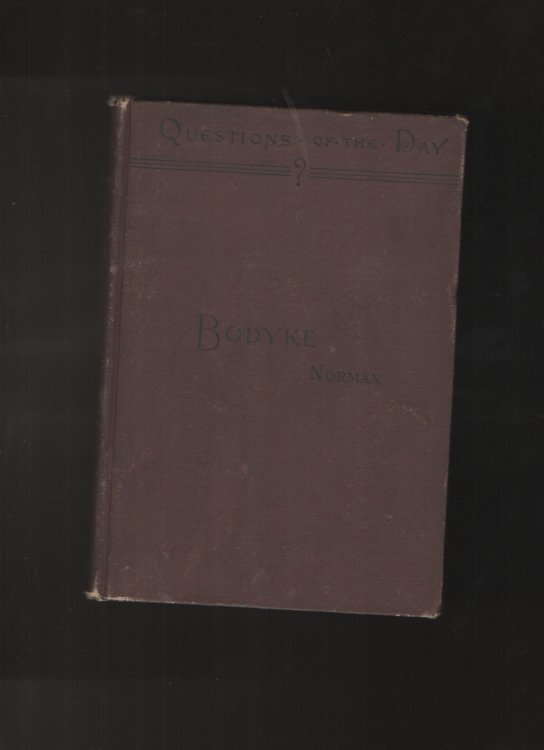 QUESTIONS · OF · THE · DAY
?
BODYKE
NORMAN